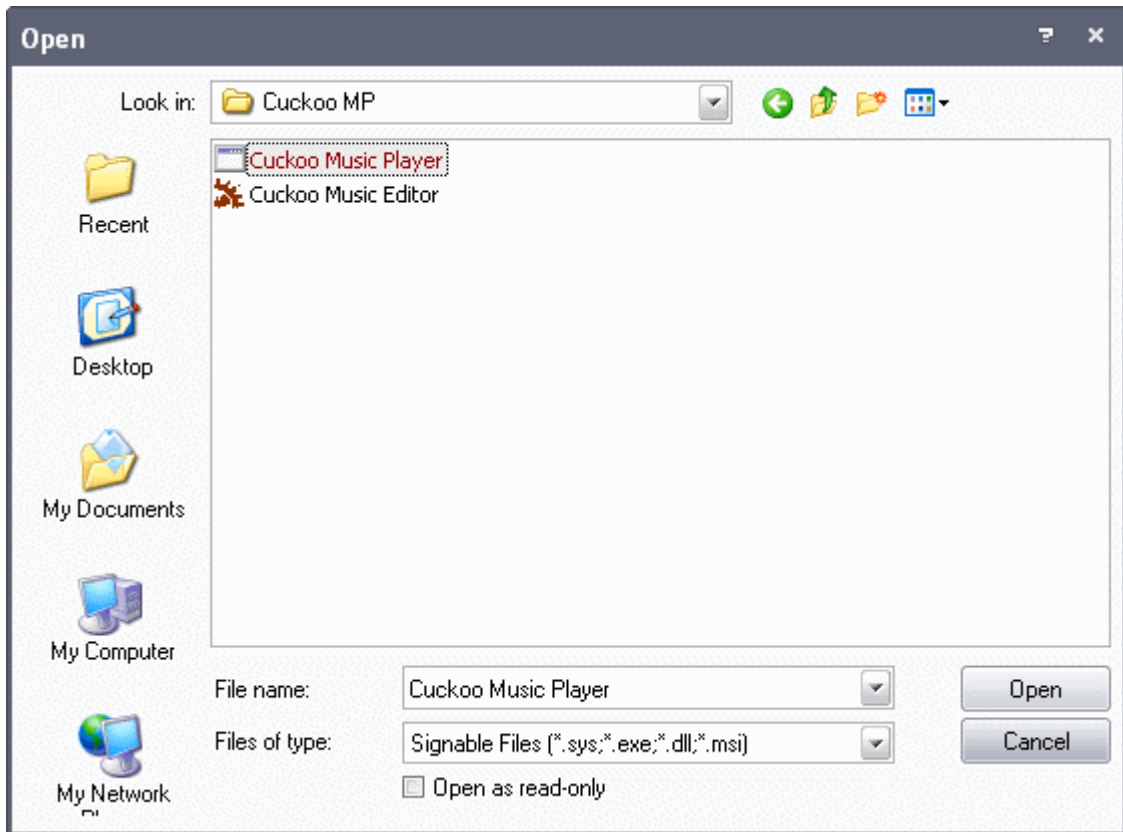 Open
Look in: Cuckoo MP
Cuckoo Music Player
Cuckoo Music Editor
Recent
Desktop
My Documents
My Computer
My Network
File name: Cuckoo Music Player Open
Files of type: Signable Files (*.sys;*.exe;*.dll;*.msi) Cancel
Open as read-only